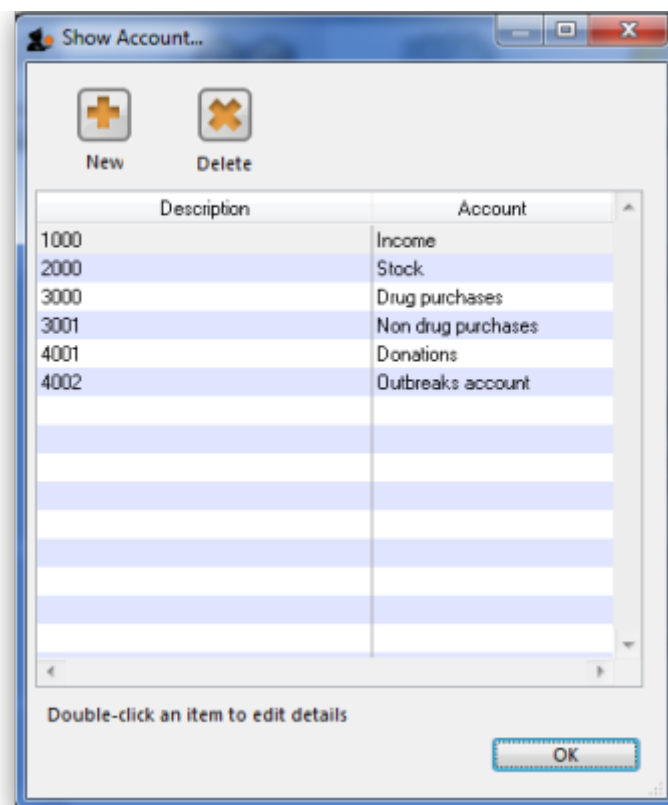 Show Account...
New Delete
Description Account
1000 Income
2000 Stock
3000 Drug purchases
3001 Non drug purchases
4001 Donations
4002 Outbreaks account
Double-click an item to edit details
OK